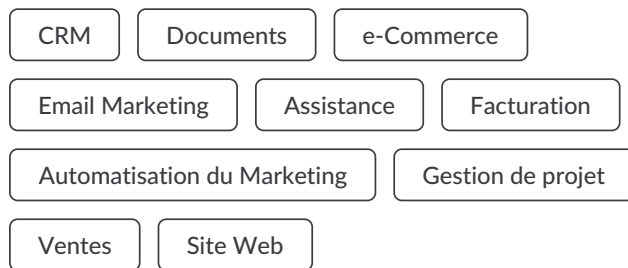 CRM Documents e-Commerce
Email Marketing Assistance Facturation
Automatisation du Marketing Gestion de projet
Ventes Site Web